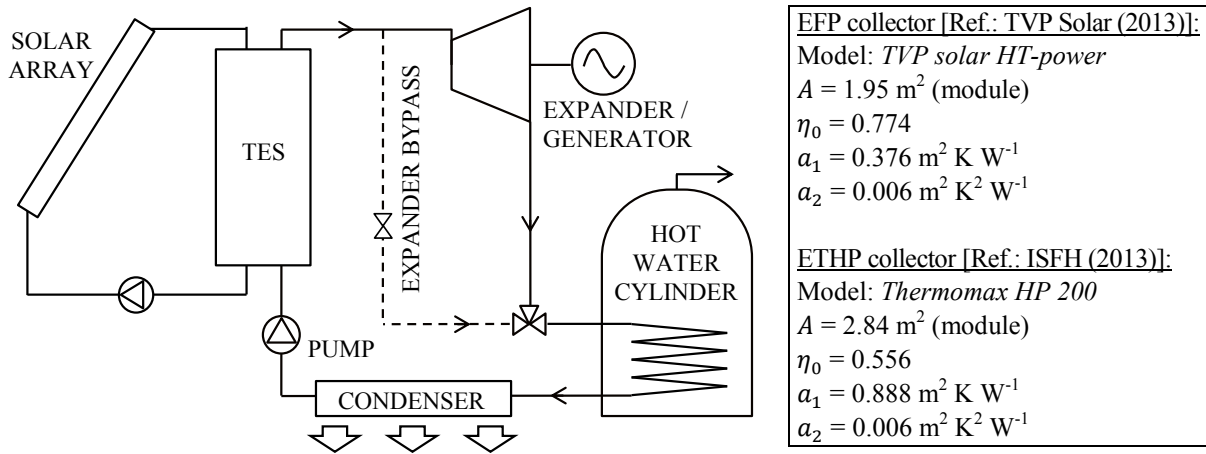 SOLAR
ARRAY
TES
EXPANDER BYPASS
EXPANDER /
GENERATOR
HOT
WATER
CYLINDER
PUMP
CONDENSER
EFP collector [Ref.: TVP Solar (2013)]:
Model: TVP solar HT-power
A = 1.95 m² (module)
η₀ = 0.774
a₁ = 0.376 m² K W⁻¹
a₂ = 0.006 m² K² W⁻¹
ETHP collector [Ref.: ISFH (2013)]:
Model: Thermomax HP 200
A = 2.84 m² (module)
η₀ = 0.556
a₁ = 0.888 m² K W⁻¹
a₂ = 0.006 m² K² W⁻¹